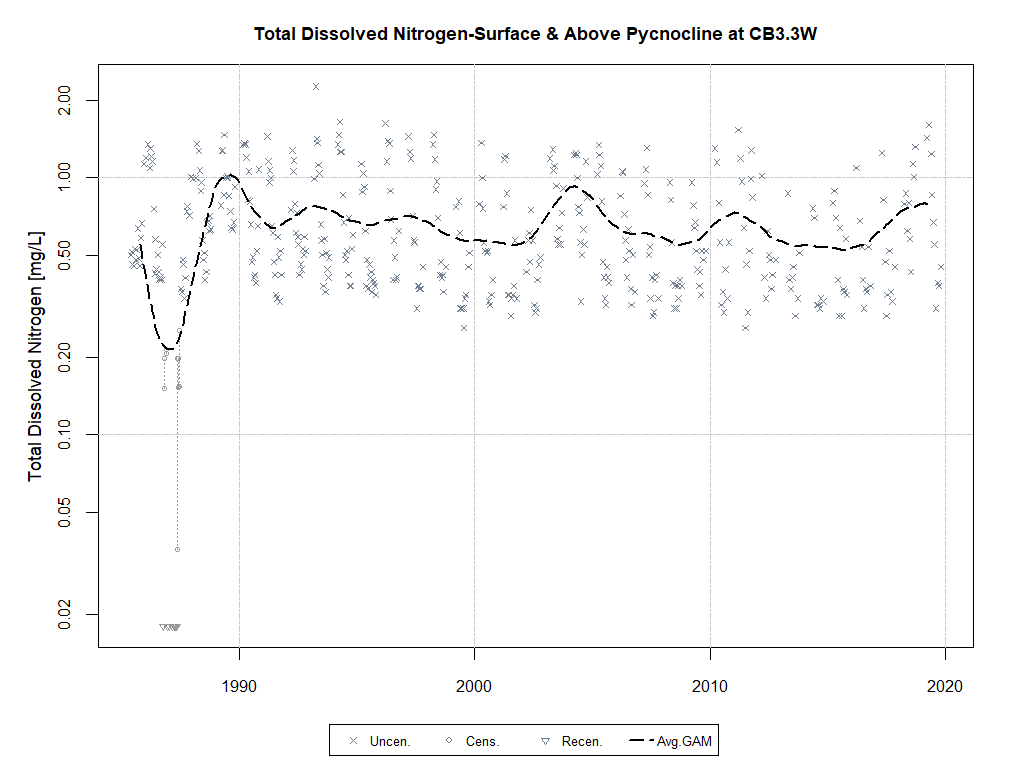 Total Dissolved Nitrogen-Surface & Above Pycnocline at CB3.3W
Total Dissolved Nitrogen [mg/L]
2.00
1.00
0.50
0.20
0.10
0.05
0.02
1990 2000 2010 2020
Uncen. Cens. Recen. Avg.GAM